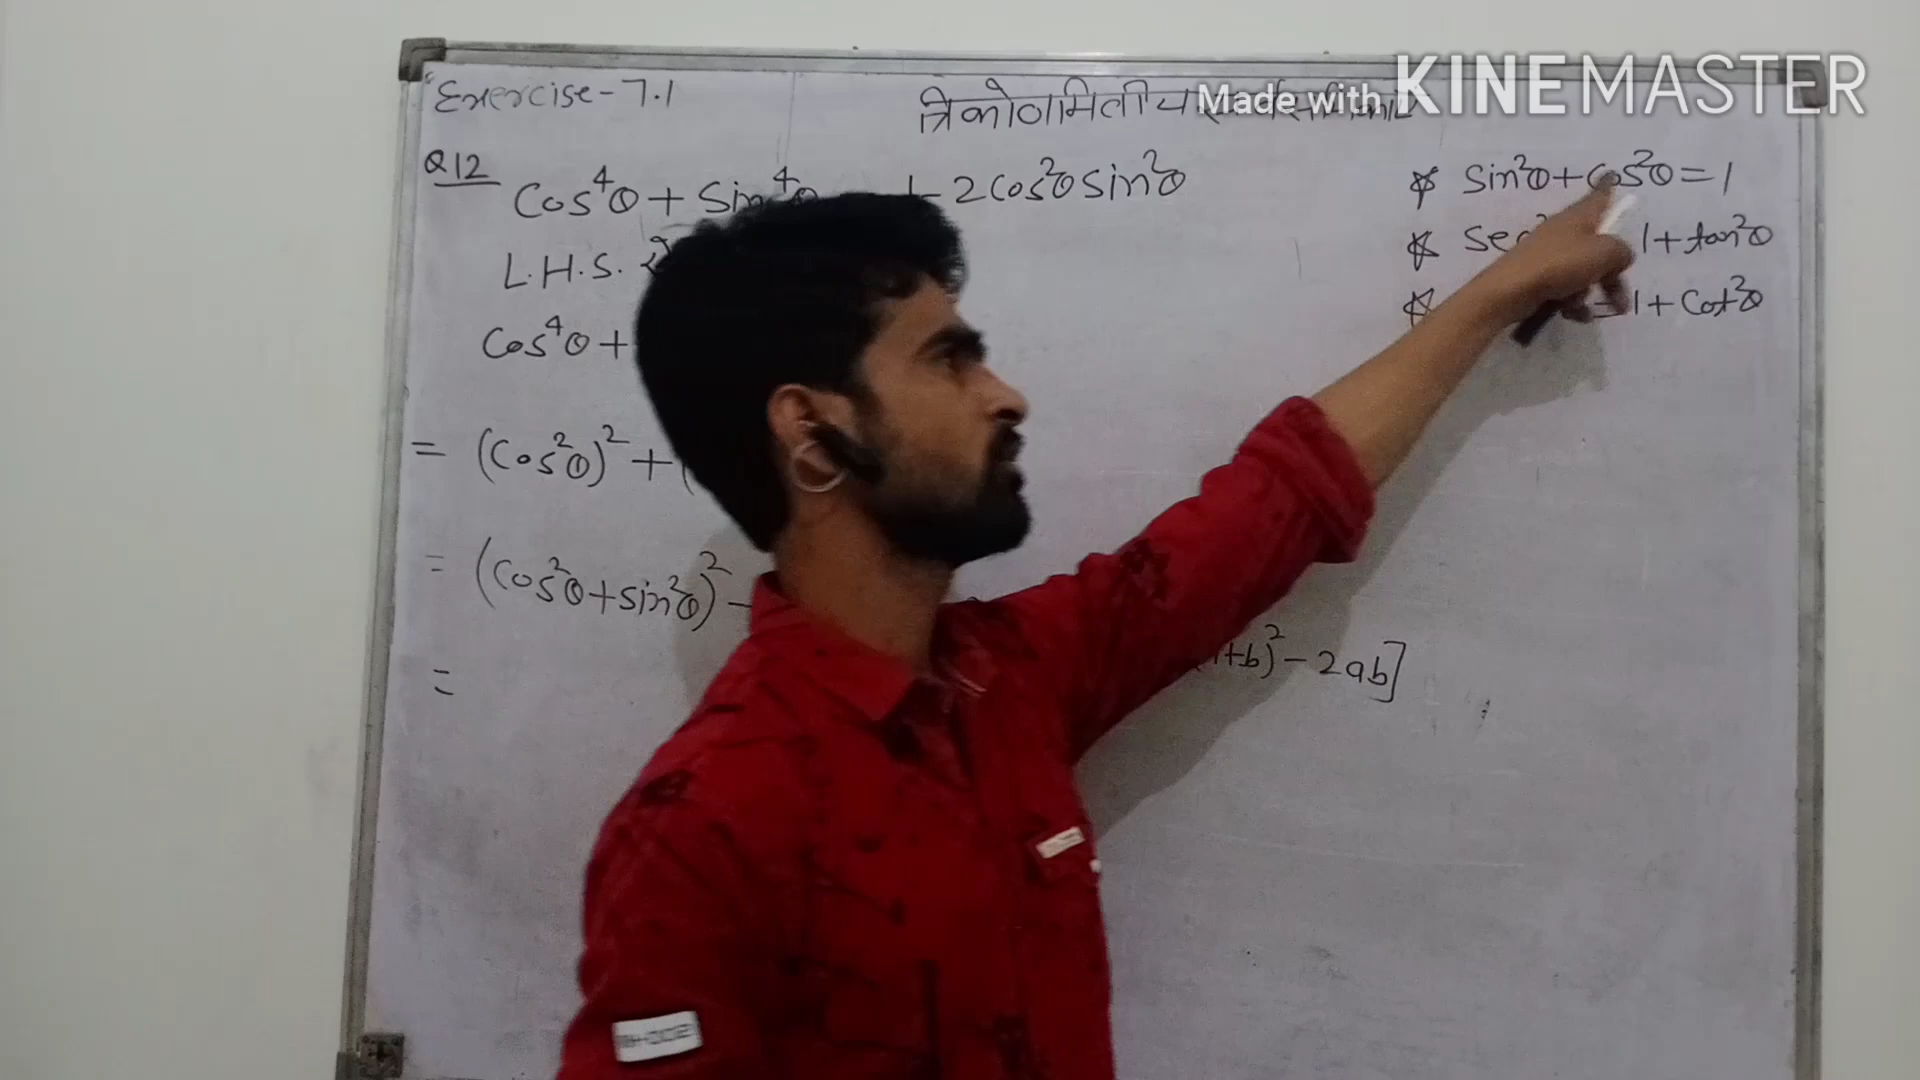 Made with KINEMASTER
Exercise-7.1
त्रिकोणमितीय
Q12 Cos⁴θ + Sin⁴θ 1-2Cos²θ Sin²θ
L.H.S. से
Cos⁴θ +
= (Cos²θ)² + (
= (Cos²θ+Sin²θ)² -
+b)² - 2ab]
=
☆ Sin²θ+Cos²θ=1
☆ Sec² 1+tan²θ
☆ = 1+Cot²θ